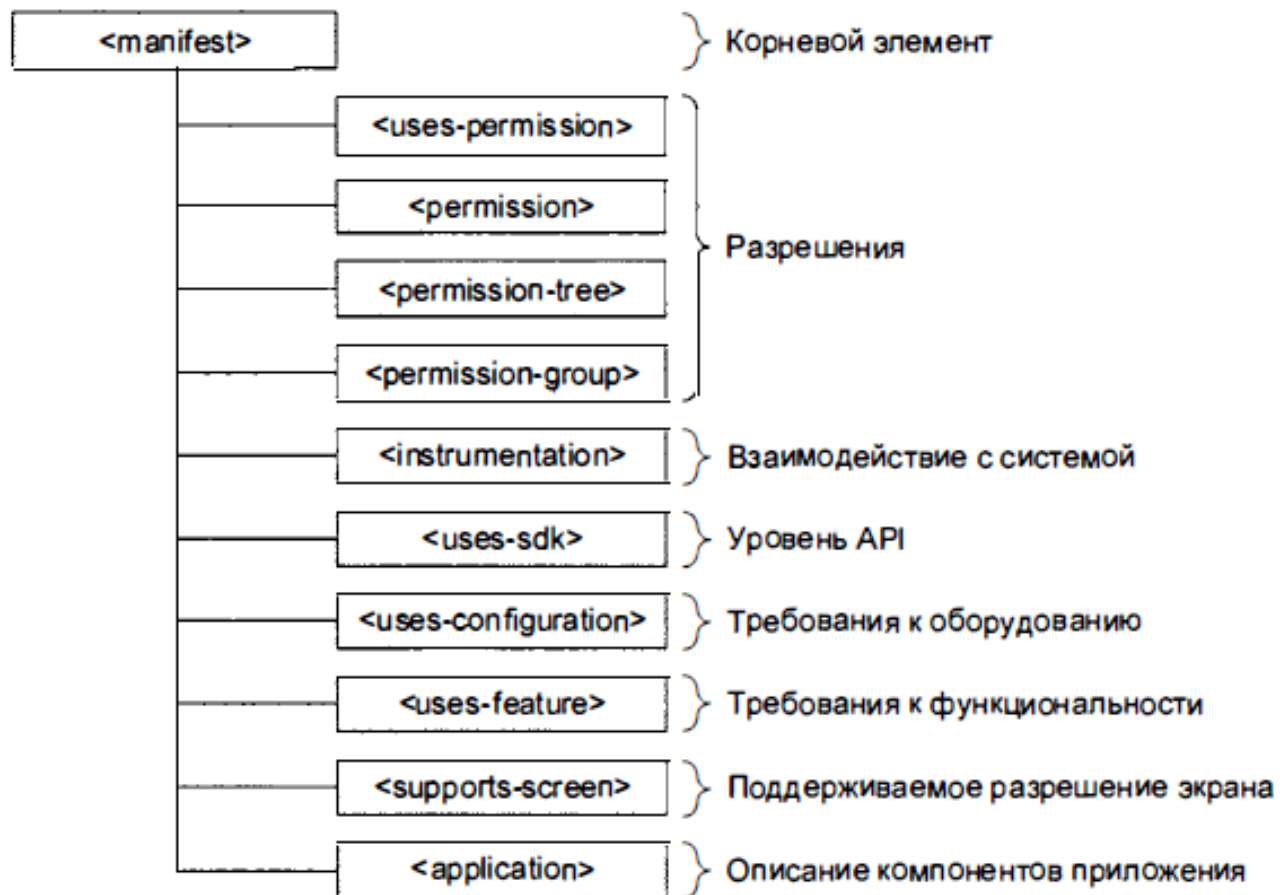 <manifest>
Корневой элемент
<uses-permission>
<permission>
Разрешения
<permission-tree>
<permission-group>
<instrumentation>
Взаимодействие с системой
<uses-sdk>
Уровень API
<uses-configuration>
Требования к оборудованию
<uses-feature>
Требования к функциональности
<supports-screen>
Поддерживаемое разрешение экрана
<application>
Описание компонентов приложения